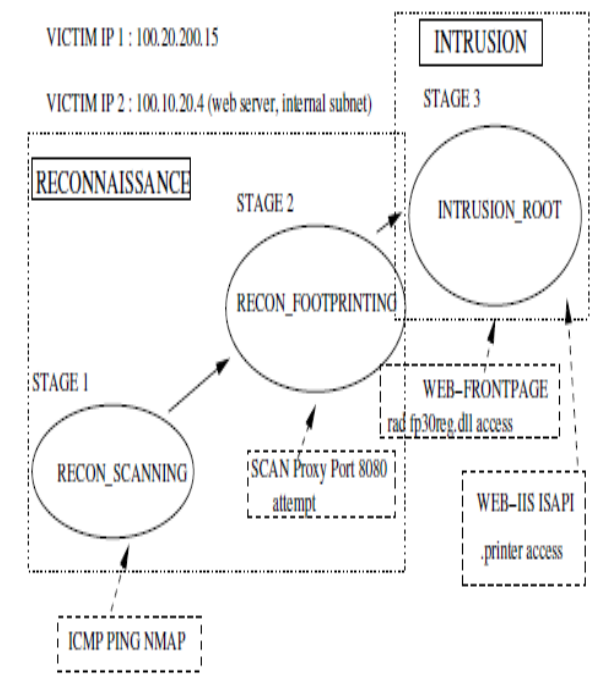 VICTIM IP 1 : 100.20.200.15
VICTIM IP 2 : 100.10.20.4 (web server, internal subnet)
INTRUSION
STAGE 3
INTRUSION_ROOT
RECONNAISSANCE
STAGE 2
RECON_FOOTPRINTING
STAGE 1
RECON_SCANNING
WEB-FRONTPAGE
rad fp30reg.dll access
SCAN Proxy Port 8080
attempt
WEB-IIS ISAPI
.printer access
ICMP PING NMAP